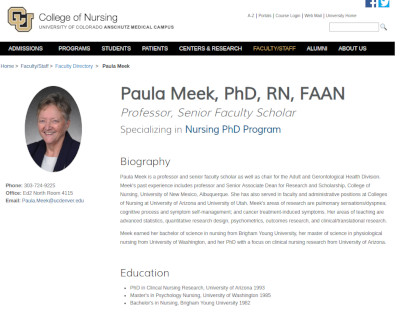 College of Nursing
UNIVERSITY OF COLORADO ANSCHUTZ MEDICAL CAMPUS
A-Z | Portals | Course Login | Web Mail | University Home
ADMISSIONS PROGRAMS STUDENTS PATIENTS CENTERS & RESEARCH FACULTY/STAFF ALUMNI ABOUT US
Home > Faculty/Staff > Faculty Directory > Paula Meek
Paula Meek, PhD, RN, FAAN
Professor, Senior Faculty Scholar
Specializing in Nursing PhD Program
Phone: 303-724-9225
Office: Ed2 North Room 4115
Email: Paula.Meek@ucdenver.edu
Biography
Paula Meek is a professor and senior faculty scholar as well as chair for the Adult and Gerontological Health Division.
Meek's past experience includes professor and Senior Associate Dean for Research and Scholarship, College of
Nursing, University of New Mexico, Albuquerque. She has also served in faculty and administrative positions at Colleges
of Nursing at University of Arizona and University of Utah. Meek's areas of research are pulmonary sensations/dyspnea;
cognitive process and symptom self-management; and cancer treatment-induced symptoms. Her areas of teaching are
advanced statistics, quantitative research design, psychometrics, outcomes research, and clinical/translational research.
Meek earned her bachelor of science in nursing from Brigham Young University, her master of science in physiological
nursing from University of Washington, and her PhD with a focus on clinical nursing research from University of Arizona.
Education
PhD in Clinical Nursing Research, University of Arizona 1993
Master's in Psychology Nursing, University of Washington 1985
Bachelor's in Nursing, Brigham Young University 1982